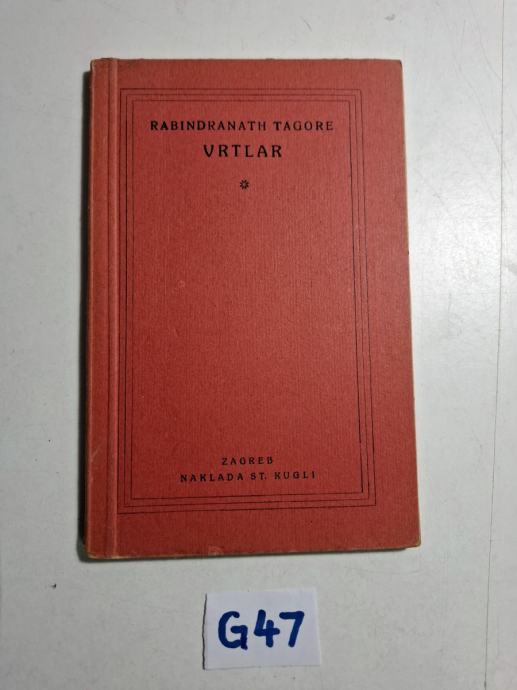 RABINDRANATH TAGORE
VRTLAR
ZAGREB
NAKLADA ST. KUGLI
G47